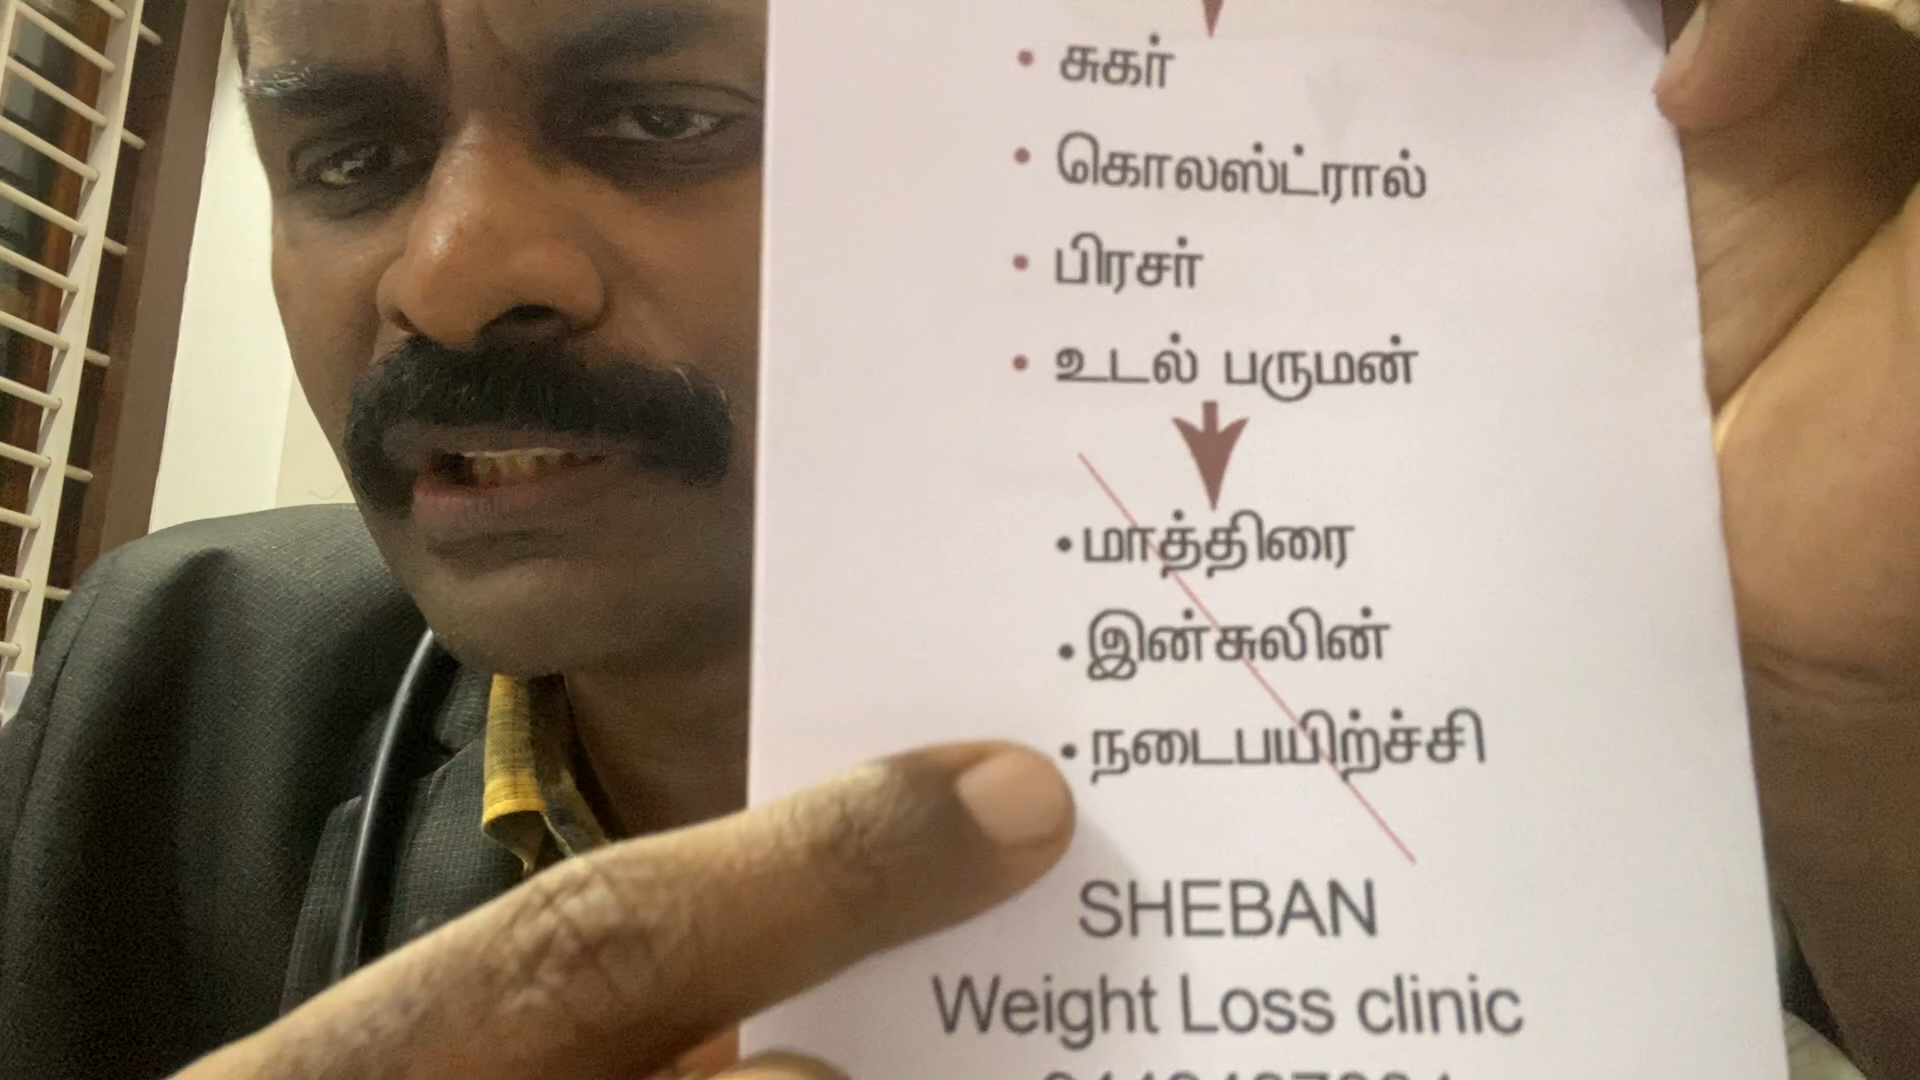 சுகர்
கொலஸ்ட்ரால்
பிரசர்
உடல் பருமன்
மாத்திரை
இன்சுலின்
நடைபயிற்ச்சி
SHEBAN
Weight Loss clinic